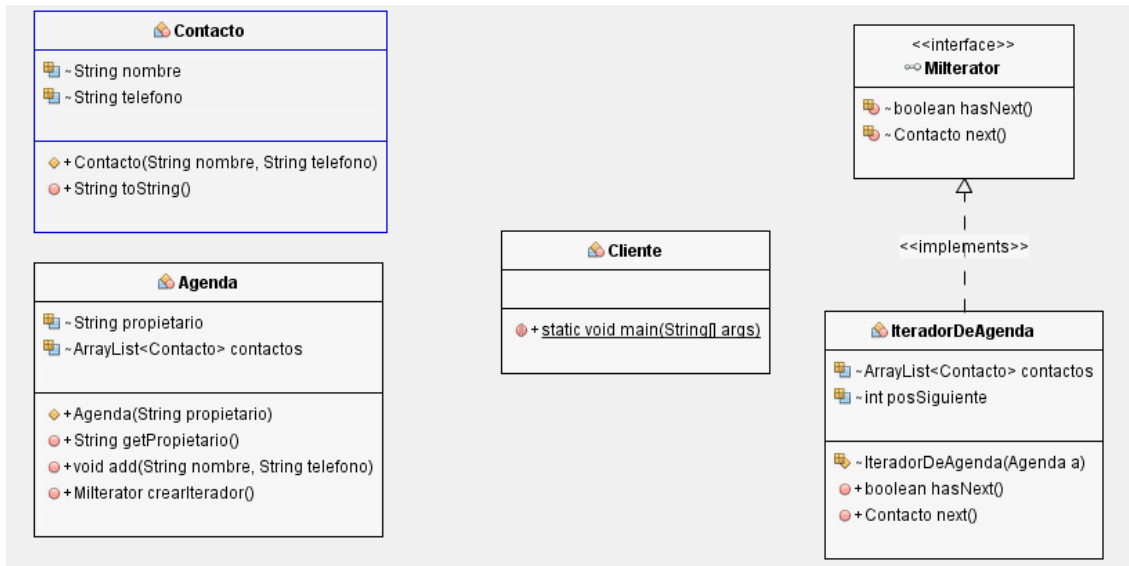 Contacto
~String nombre
~String telefono
+Contacto(String nombre, String telefono)
+String toString()
Agenda
~String propietario
~ArrayList<Contacto> contactos
+Agenda(String propietario)
+String getPropietario()
+void add(String nombre, String telefono)
+MiIterator crearIterador()
Cliente
+static void main(String[] args)
<<interface>>
MiIterator
~boolean hasNext()
~Contacto next()
<<implements>>
IteradorDeAgenda
~ArrayList<Contacto> contactos
~int posSiguiente
~IteradorDeAgenda(Agenda a)
+boolean hasNext()
+Contacto next()